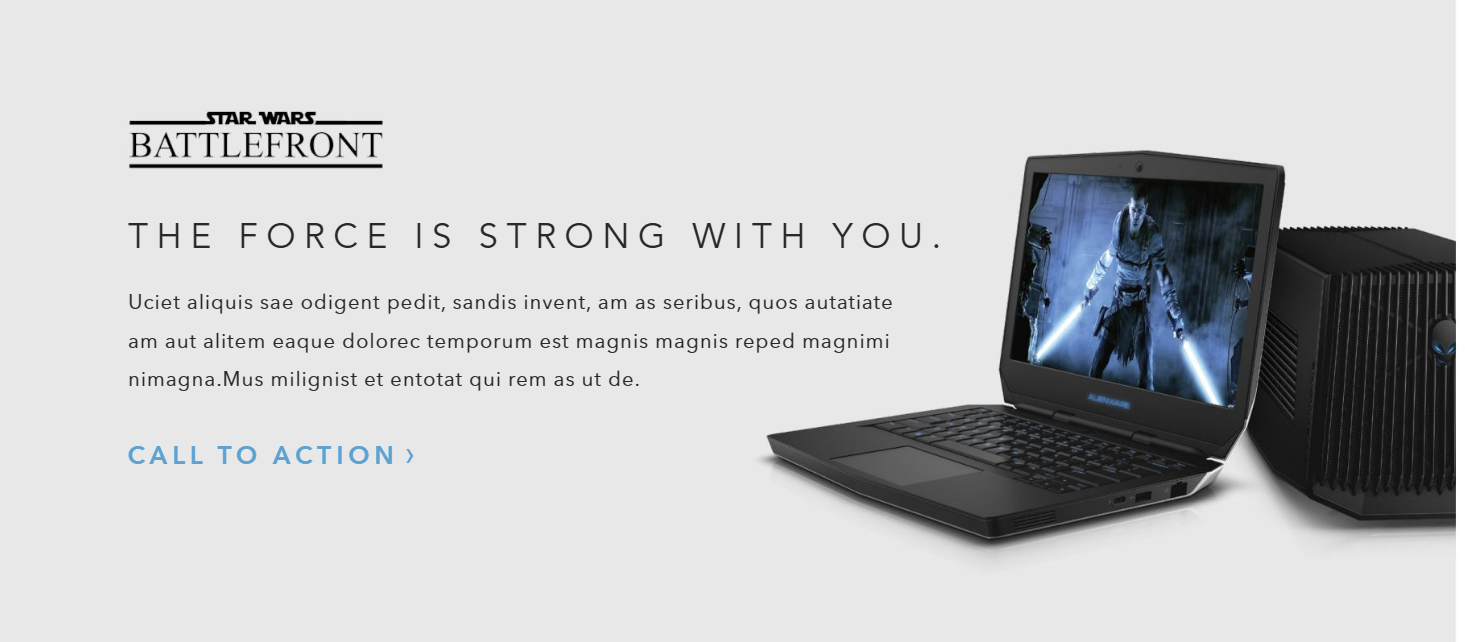 STAR WARS
BATTLEFRONT
THE FORCE IS STRONG WITH YOU.
Uciet aliquis sae odigent pedit, sandis invent, am as seribus, quos autatiate
am aut alitem eaque dolorec temporum est magnis magnis reped magnimi
nimagna.Mus milignist et entotat qui rem as ut de.
CALL TO ACTION ›
ALIENWARE